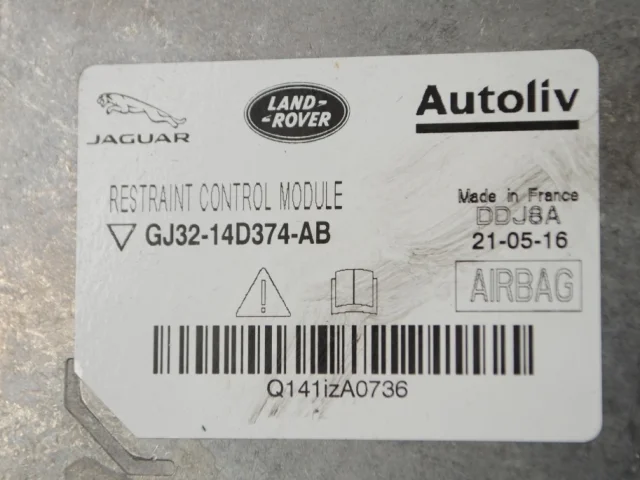 JAGUAR
LAND-
-ROVER
Autoliv
RESTRAINT CONTROL MODULE
GJ32-14D374-AB
Made in France
DDJ8A
21-05-16
AIRBAG
Q141izA0736